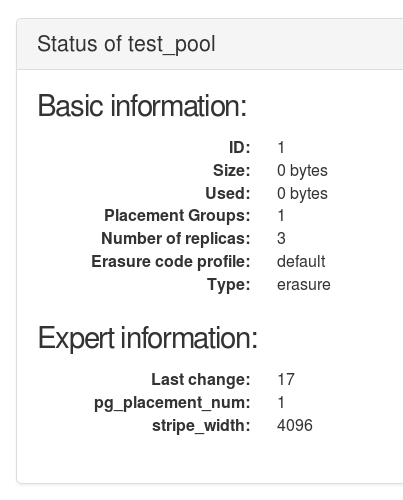 Status of test_pool
Basic information:
ID: 1
Size: 0 bytes
Used: 0 bytes
Placement Groups: 1
Number of replicas: 3
Erasure code profile: default
Type: erasure
Expert information:
Last change: 17
pg_placement_num: 1
stripe_width: 4096